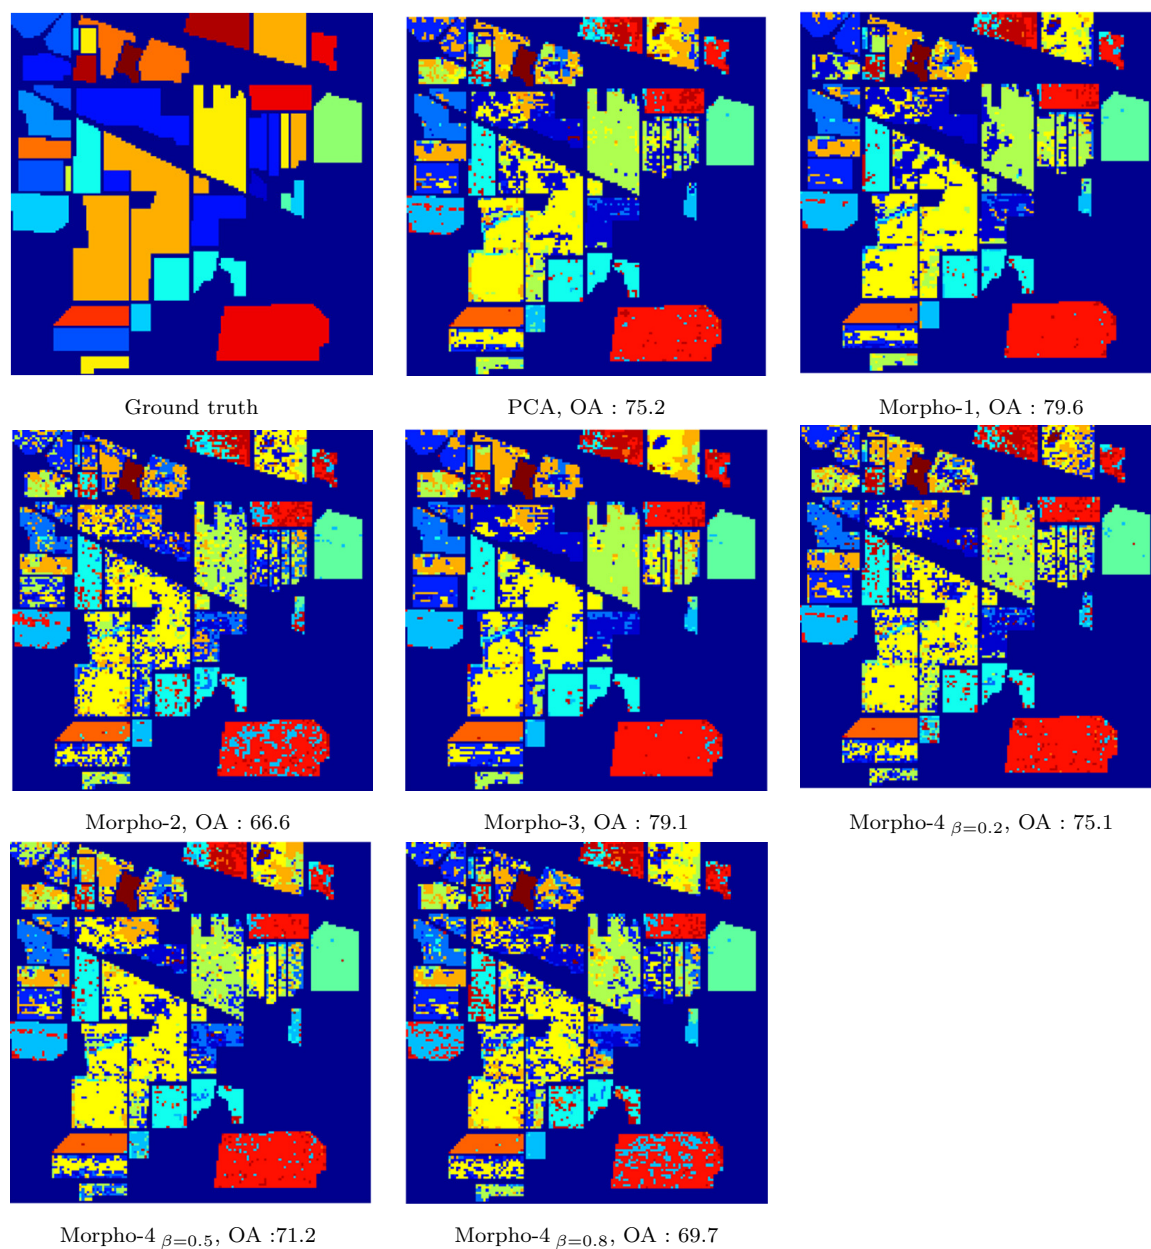 Ground truth
PCA, OA : 75.2
Morpho-1, OA : 79.6
Morpho-2, OA : 66.6
Morpho-3, OA : 79.1
Morpho-4 β=0.2, OA : 75.1
Morpho-4 β=0.5, OA :71.2
Morpho-4 β=0.8, OA : 69.7